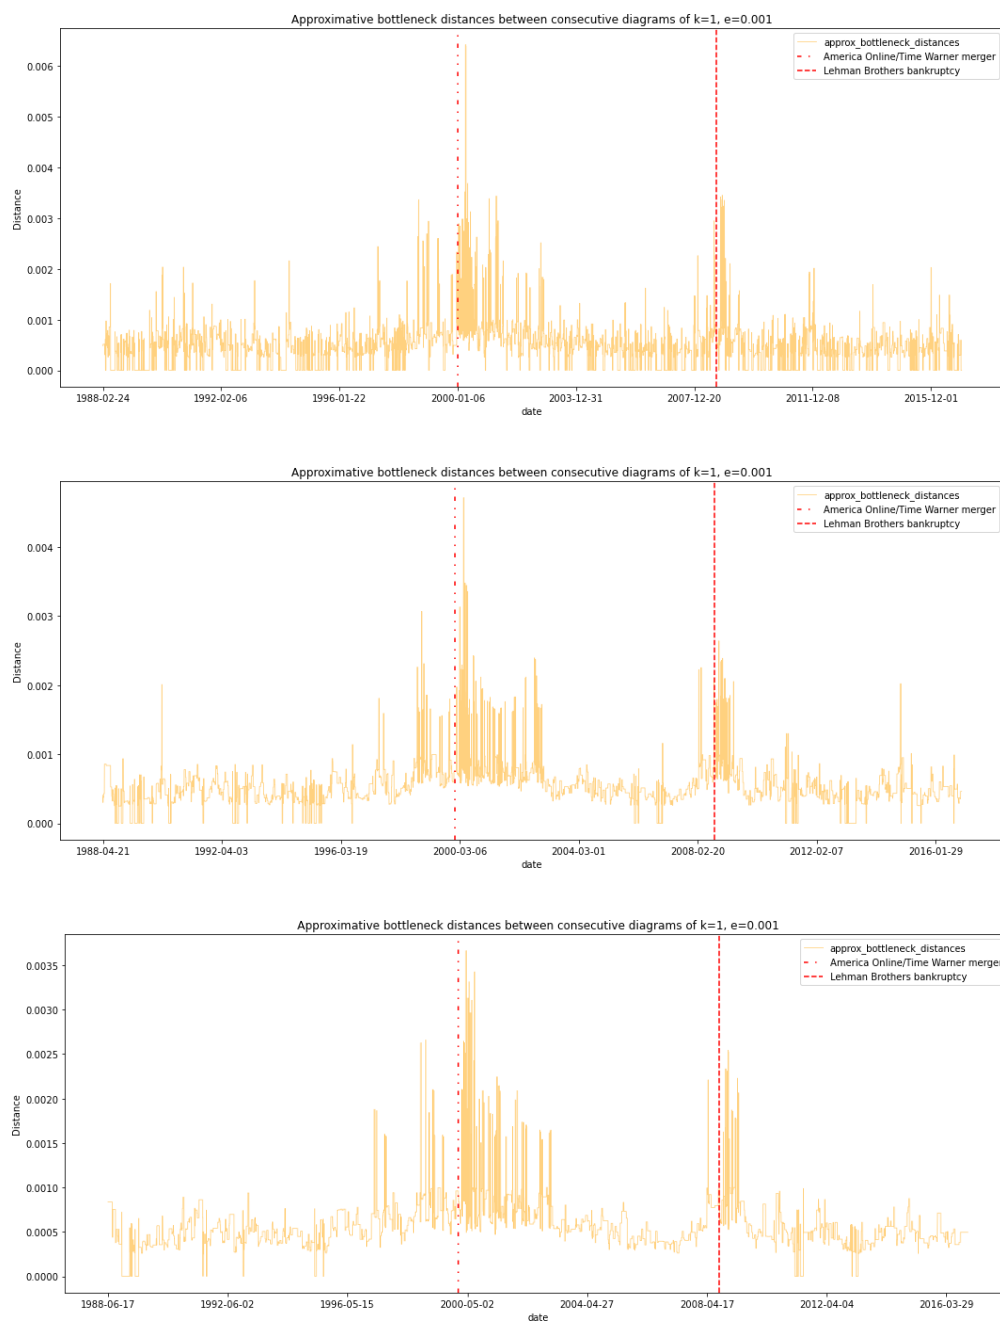 Approximative bottleneck distances between consecutive diagrams of k=1, e=0.001
approx_bottleneck_distances
America Online/Time Warner merger
Lehman Brothers bankruptcy
0.006
0.005
0.004
0.003
0.002
0.001
0.000
Distance
1988-02-24 1992-02-06 1996-01-22 2000-01-06 2003-12-31 2007-12-20 2011-12-08 2015-12-01
date
Approximative bottleneck distances between consecutive diagrams of k=1, e=0.001
approx_bottleneck_distances
America Online/Time Warner merger
Lehman Brothers bankruptcy
0.004
0.003
0.002
0.001
0.000
Distance
1988-04-21 1992-04-03 1996-03-19 2000-03-06 2004-03-01 2008-02-20 2012-02-07 2016-01-29
date
Approximative bottleneck distances between consecutive diagrams of k=1, e=0.001
approx_bottleneck_distances
America Online/Time Warner merger
Lehman Brothers bankruptcy
0.0035
0.0030
0.0025
0.0020
0.0015
0.0010
0.0005
0.0000
Distance
1988-06-17 1992-06-02 1996-05-15 2000-05-02 2004-04-27 2008-04-17 2012-04-04 2016-03-29
date